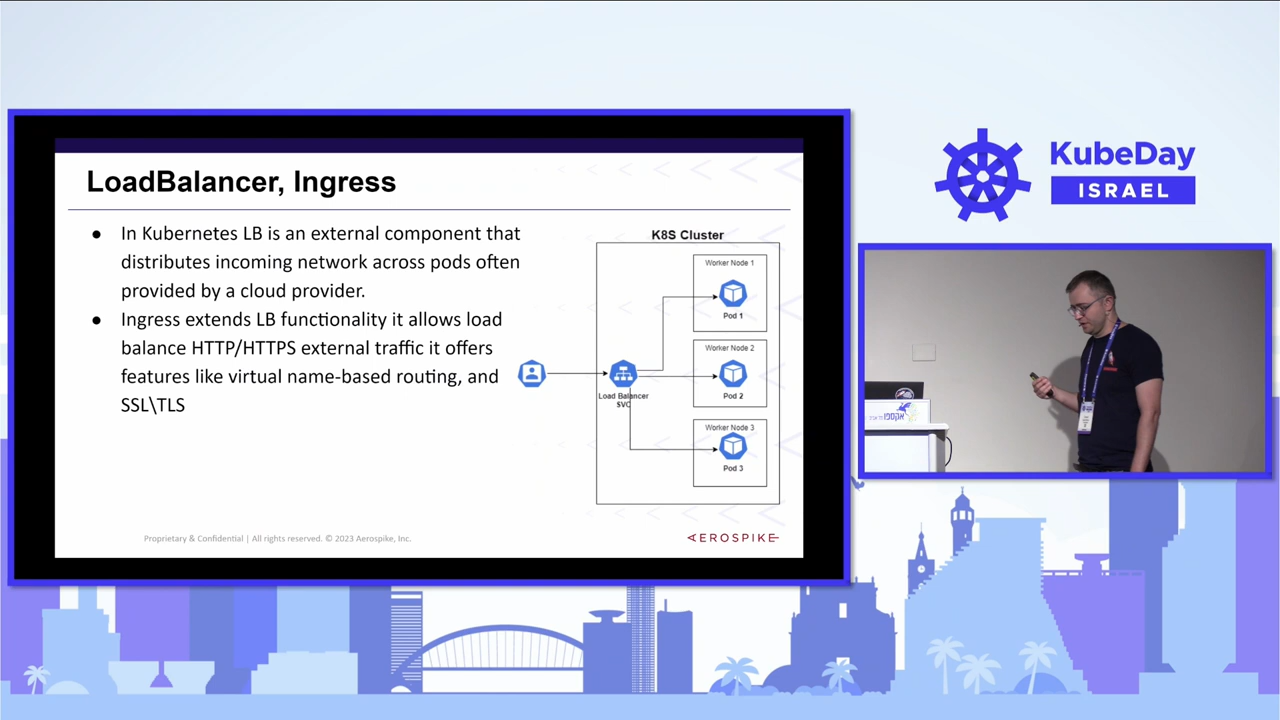 LoadBalancer, Ingress
● In Kubernetes LB is an external component that
distributes incoming network across pods often
provided by a cloud provider.
● Ingress extends LB functionality it allows load
balance HTTP/HTTPS external traffic it offers
features like virtual name-based routing, and
SSL\TLS
K8S Cluster
Worker Node 1
Pod 1
Worker Node 2
Pod 2
Load Balancer
SVC
Worker Node 3
Pod 3
Proprietary & Confidential | All rights reserved. © 2023 Aerospike, Inc.
AEROSPIKE
KubeDay
ISRAEL
אקספו